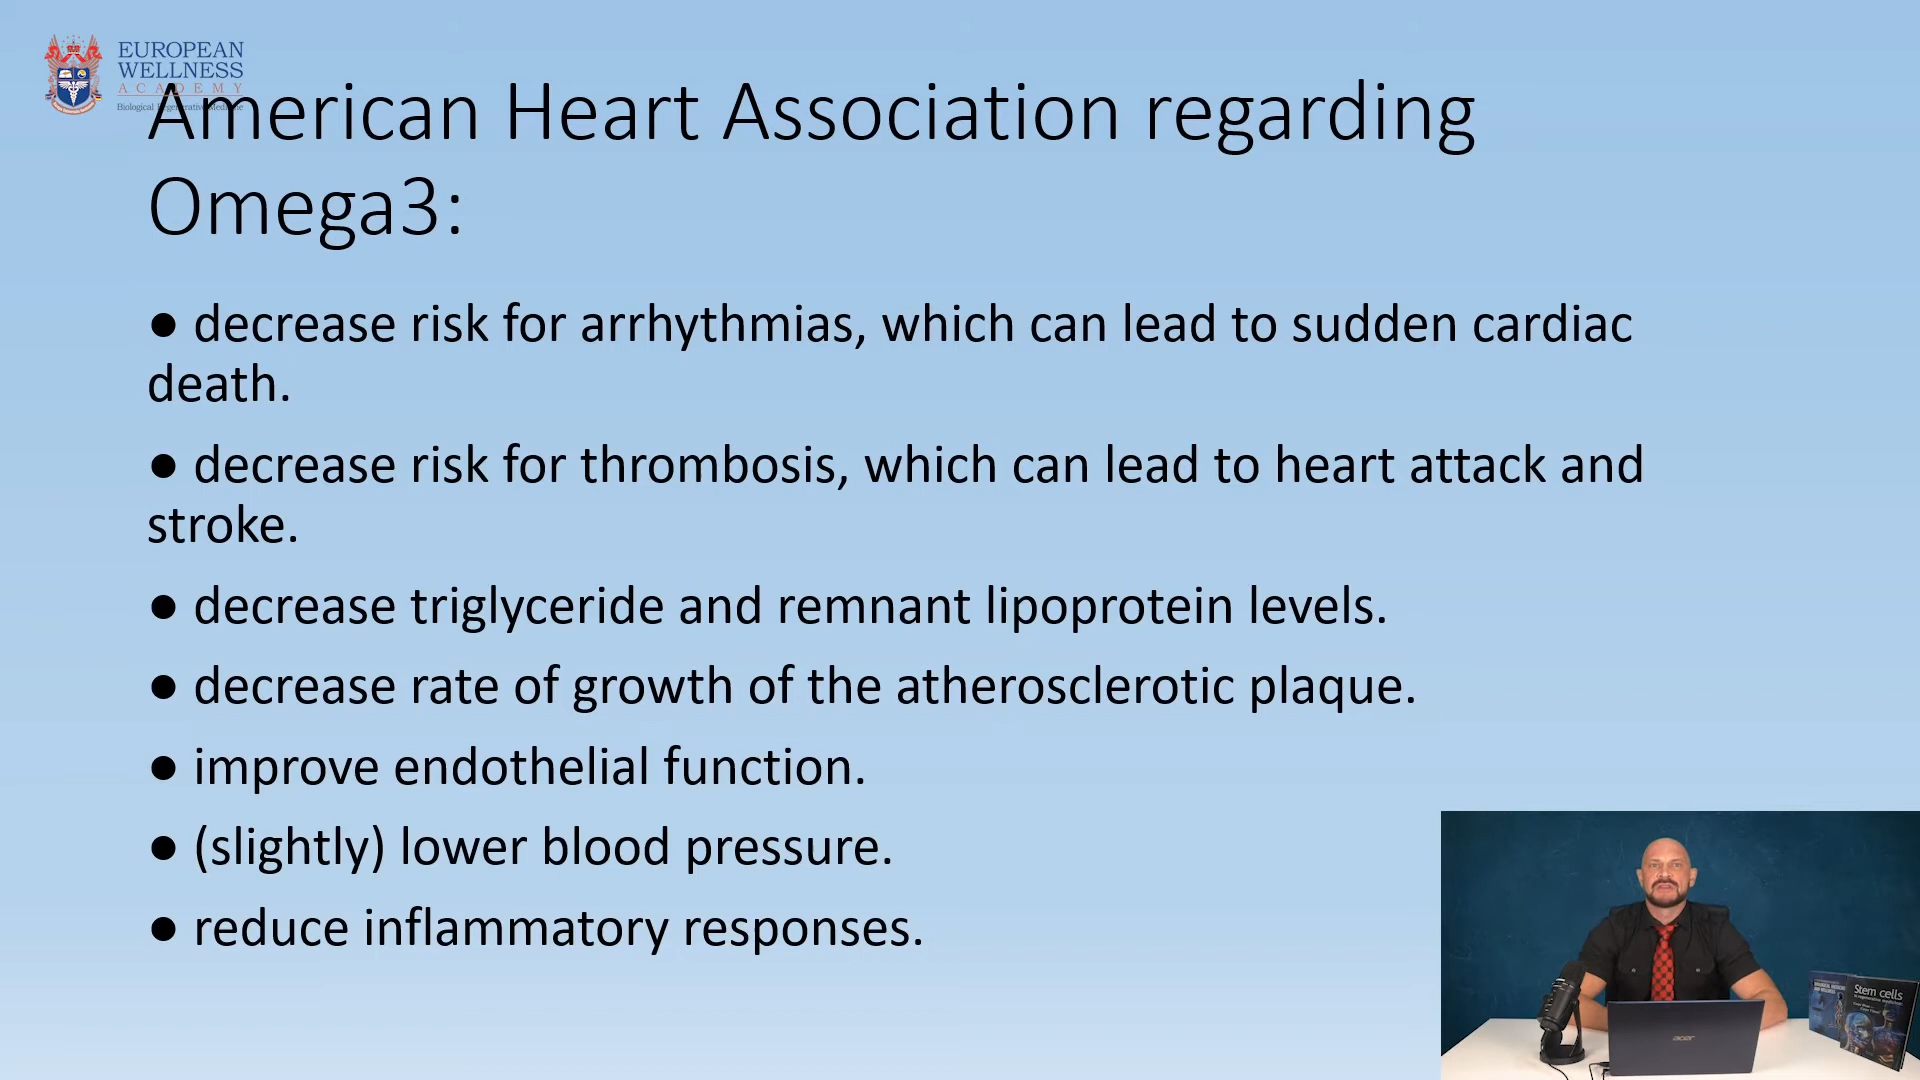 EUROPEAN
WELLNESS
ACADEMY
American Heart Association regarding
Omega3:
● decrease risk for arrhythmias, which can lead to sudden cardiac
death.
● decrease risk for thrombosis, which can lead to heart attack and
stroke.
● decrease triglyceride and remnant lipoprotein levels.
● decrease rate of growth of the atherosclerotic plaque.
● improve endothelial function.
● (slightly) lower blood pressure.
● reduce inflammatory responses.
Stem cells
acer